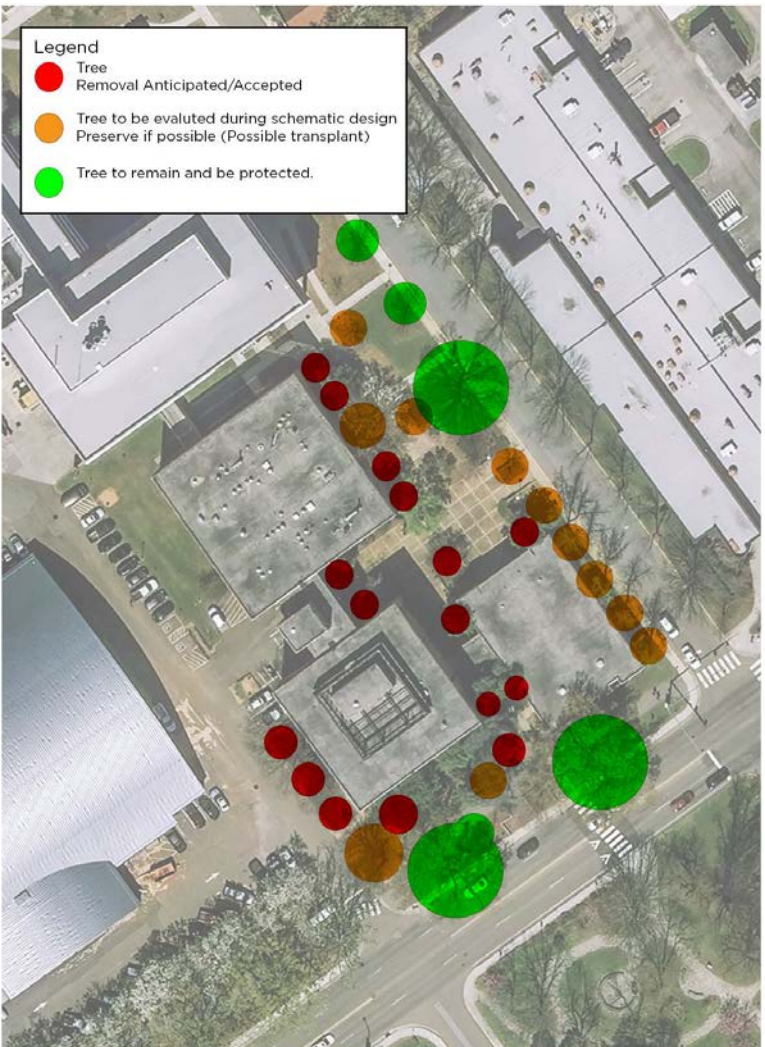 Legend
Tree
Removal Anticipated/Accepted
Tree to be evaluted during schematic design
Preserve if possible (Possible transplant)
Tree to remain and be protected.